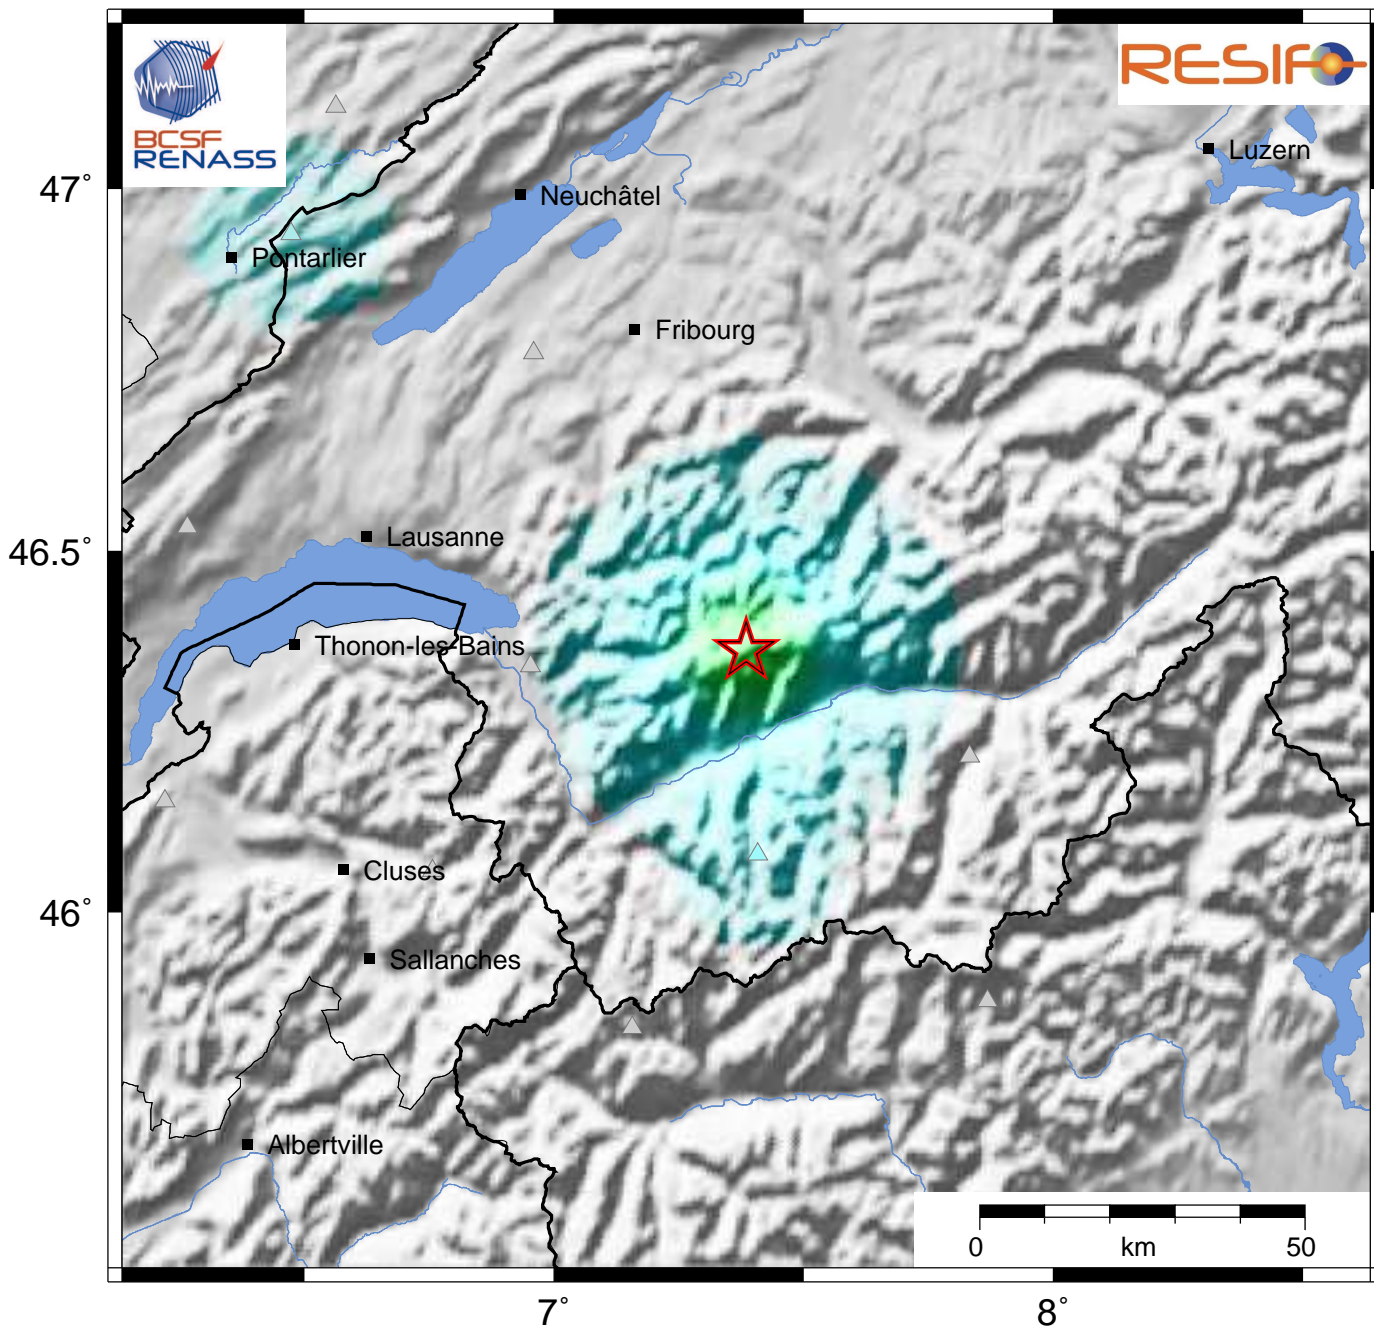 BCSF
RENASS
RESIF
Luzern
47°
Neuchâtel
Pontarlier
Fribourg
Lausanne
46.5
Thonon-les-Bains
Cluses
46°
Sallanches
Albertville
0 km 50
7° 8°